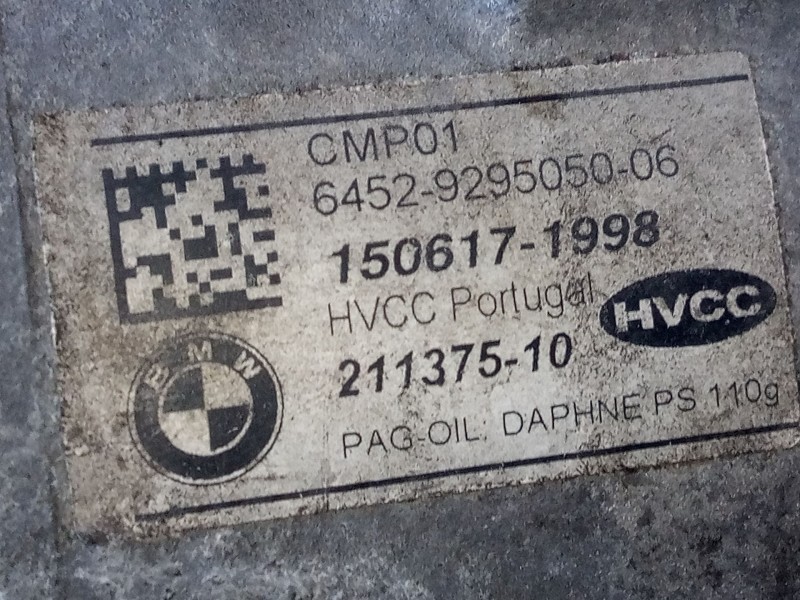 CMP01
6452-9295050-06
150617-1998
HVCC Portugal
HVCC
211375-10
BMW
PAG-OIL: DAPHNE PS 110g